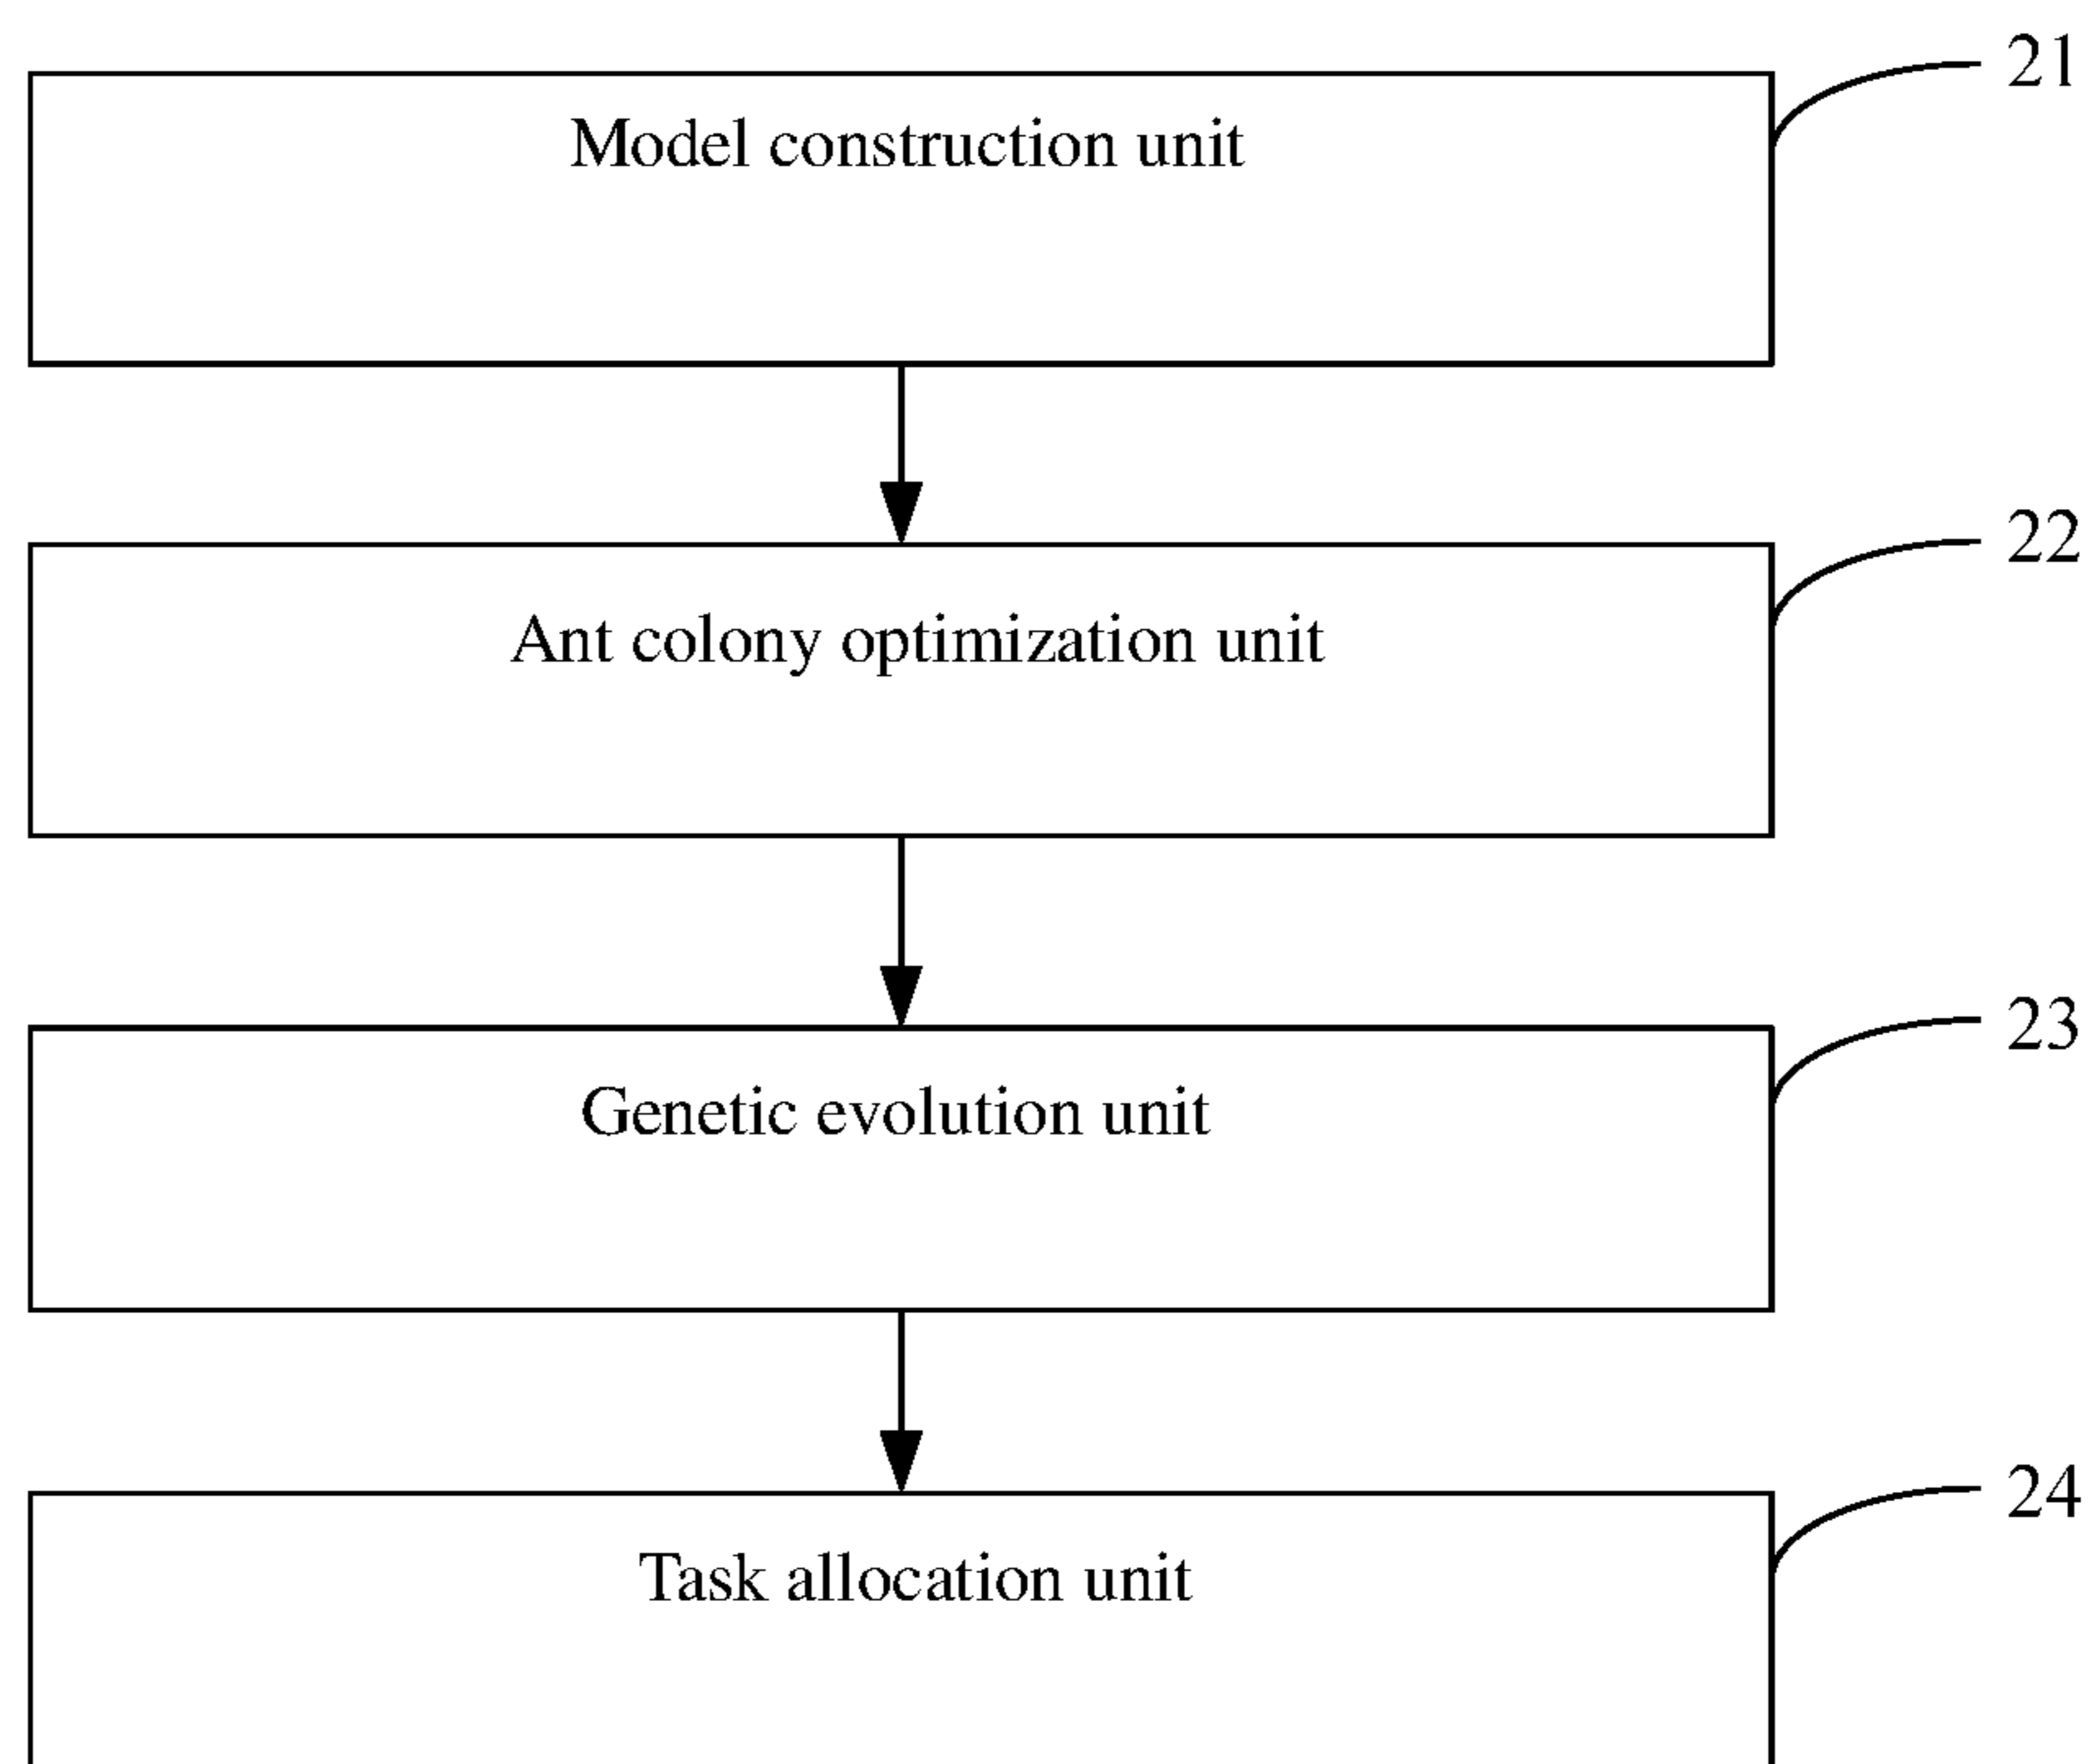 21
Model construction unit
22
Ant colony optimization unit
23
Genetic evolution unit
24
Task allocation unit